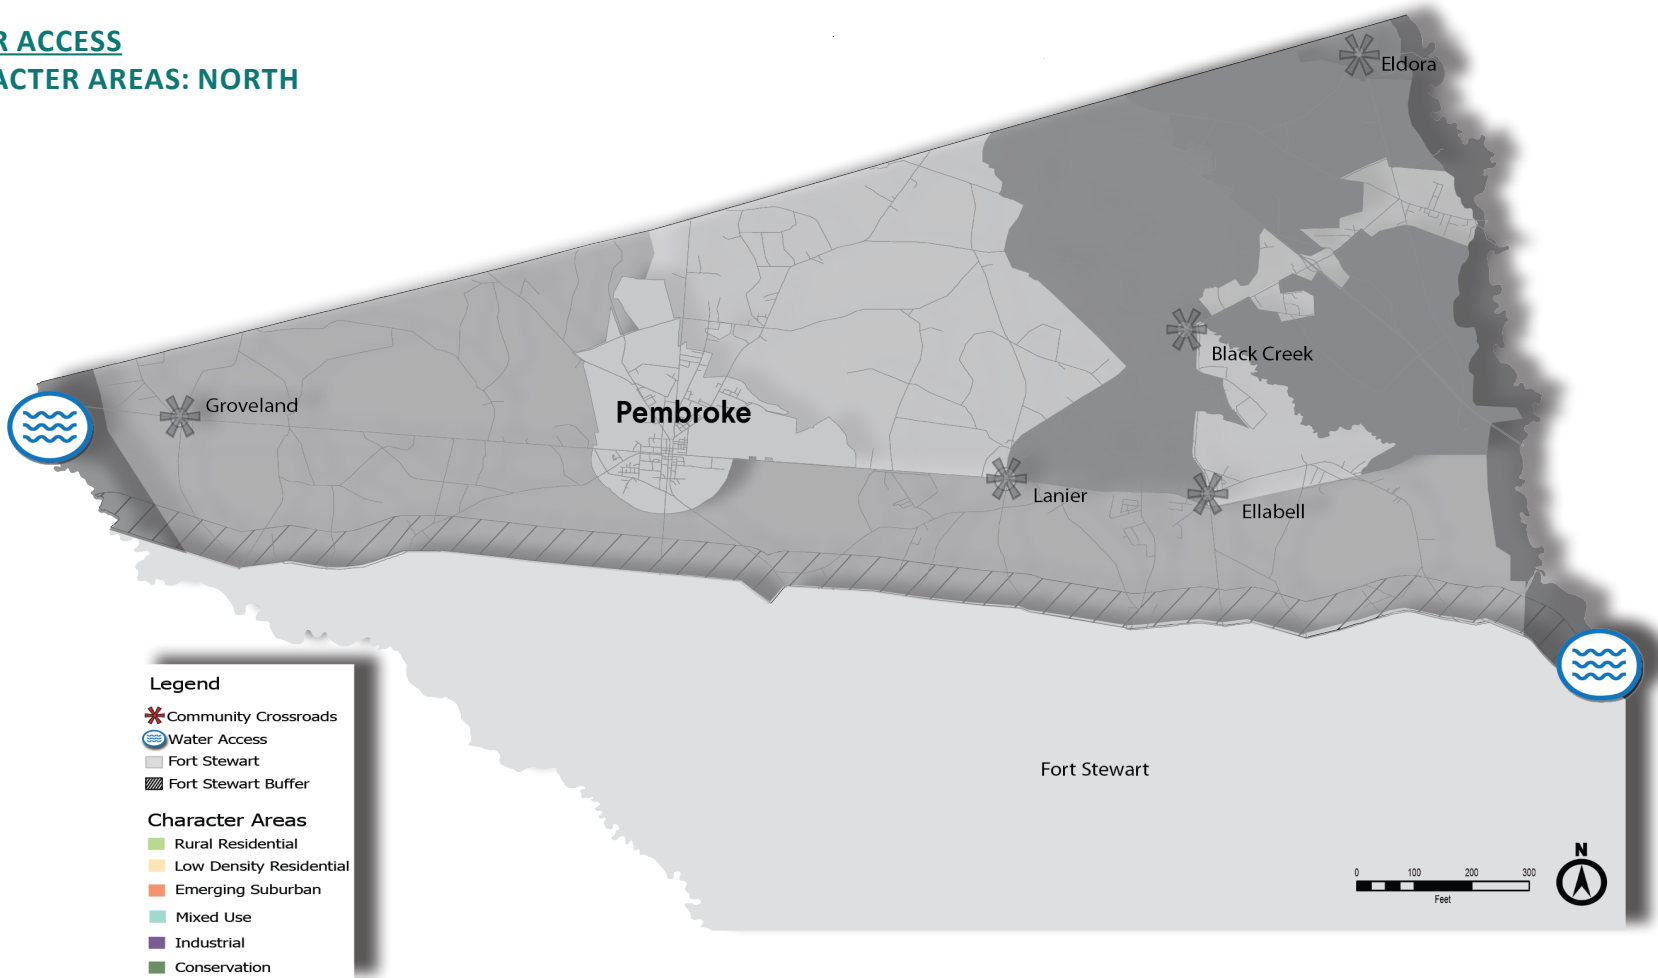 R ACCESS
ACTER AREAS: NORTH
Eldora
Black Creek
Groveland
Pembroke
Lanier
Ellabell
Fort Stewart
Legend
Community Crossroads
Water Access
Fort Stewart
Fort Stewart Buffer
Character Areas
Rural Residential
Low Density Residential
Emerging Suburban
Mixed Use
Industrial
Conservation
N
0 100 200 300
Feet